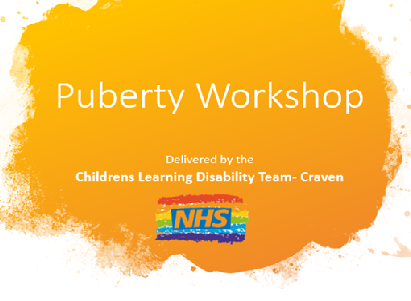 Puberty Workshop
Delivered by the
Childrens Learning Disability Team- Craven
NHS